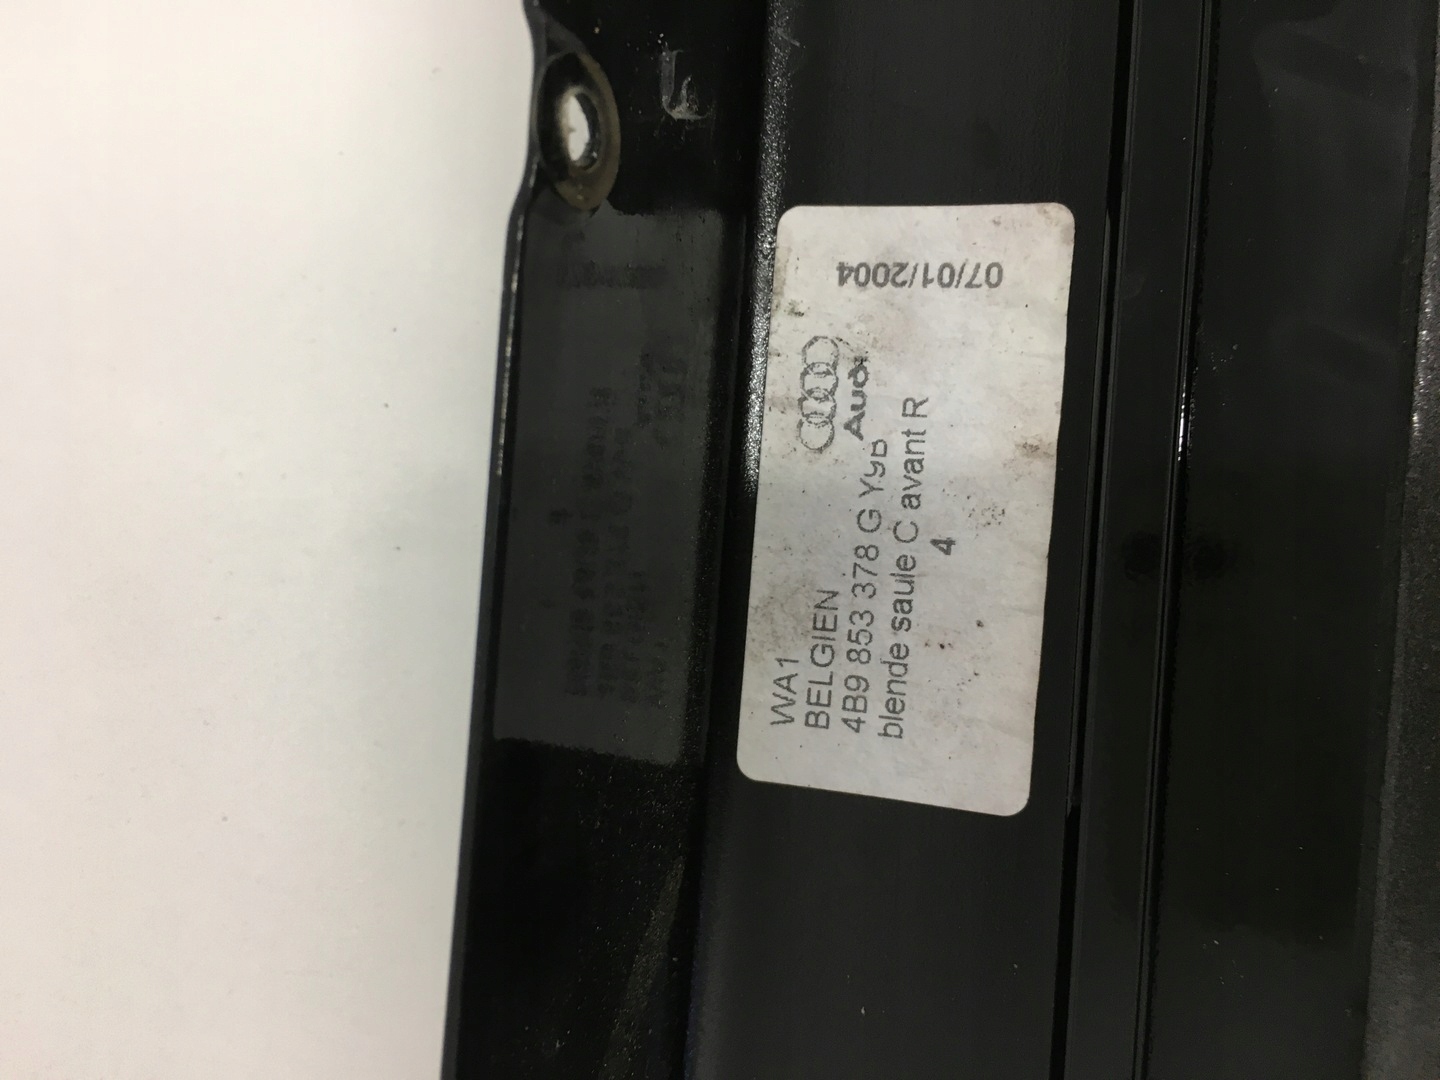 WA1
BELGIEN
4B9 853 378 G Y9B
blende saule C avant R
4
Audi
07/01/2004